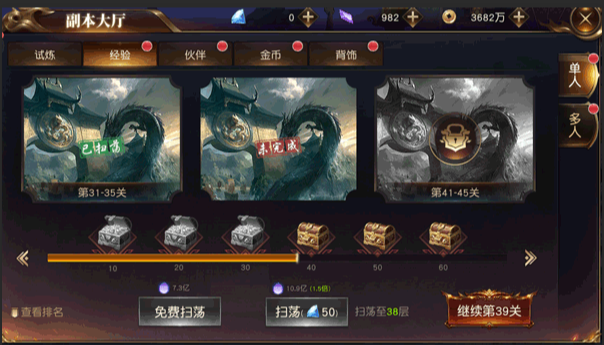 副本大厅
0
982
3682万
试炼
经验
伙伴
金币
背饰
单人
多人
已扫荡
未完成
第31-35关
第41-45关
10
20
30
40
50
60
7.3亿
10.9亿 (1.5倍)
查看排名
免费扫荡
扫荡( 50)
扫荡至38层
继续第39关